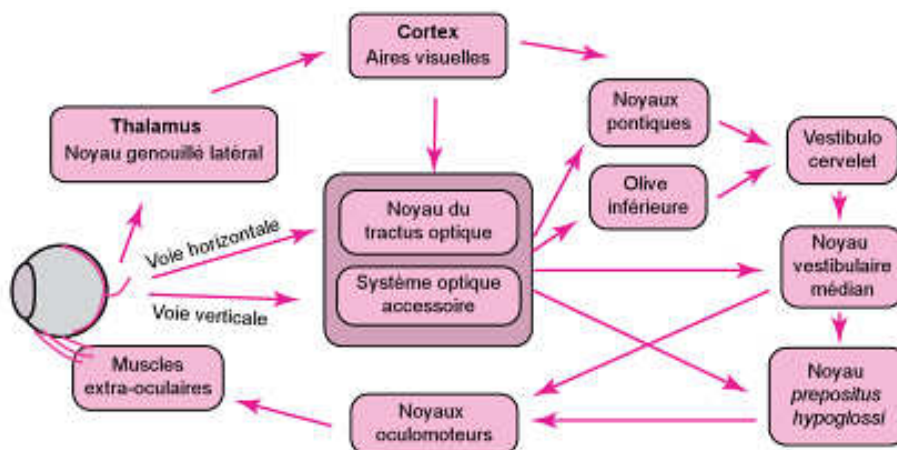 Cortex
Aires visuelles
Thalamus
Noyau genouillé latéral
Noyaux
pontiques
Vestibulo
cervelet
Olive
inférieure
Noyau du
tractus optique
Voie horizontale
Noyau
vestibulaire
médian
Système optique
accessoire
Voie verticale
Muscles
extra-oculaires
Noyaux
oculomoteurs
Noyau
prepositus
hypoglossi